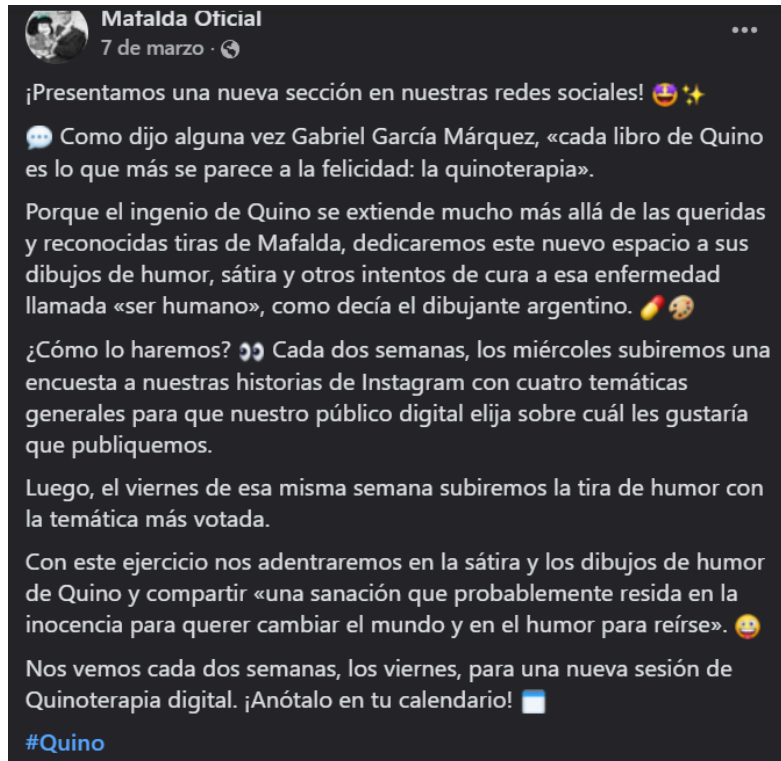 Mafalda Oficial
7 de marzo ·
¡Presentamos una nueva sección en nuestras redes sociales! 🤩✨
💬 Como dijo alguna vez Gabriel García Márquez, «cada libro de Quino
es lo que más se parece a la felicidad: la quinoterapia».
Porque el ingenio de Quino se extiende mucho más allá de las queridas
y reconocidas tiras de Mafalda, dedicaremos este nuevo espacio a sus
dibujos de humor, sátira y otros intentos de cura a esa enfermedad
llamada «ser humano», como decía el dibujante argentino. 💊🎨
¿Cómo lo haremos? 👀 Cada dos semanas, los miércoles subiremos una
encuesta a nuestras historias de Instagram con cuatro temáticas
generales para que nuestro público digital elija sobre cuál les gustaría
que publiquemos.
Luego, el viernes de esa misma semana subiremos la tira de humor con
la temática más votada.
Con este ejercicio nos adentraremos en la sátira y los dibujos de humor
de Quino y compartir «una sanación que probablemente resida en la
inocencia para querer cambiar el mundo y en el humor para reírse». 😀
Nos vemos cada dos semanas, los viernes, para una nueva sesión de
Quinoterapia digital. ¡Anótalo en tu calendario! 🗓️
#Quino